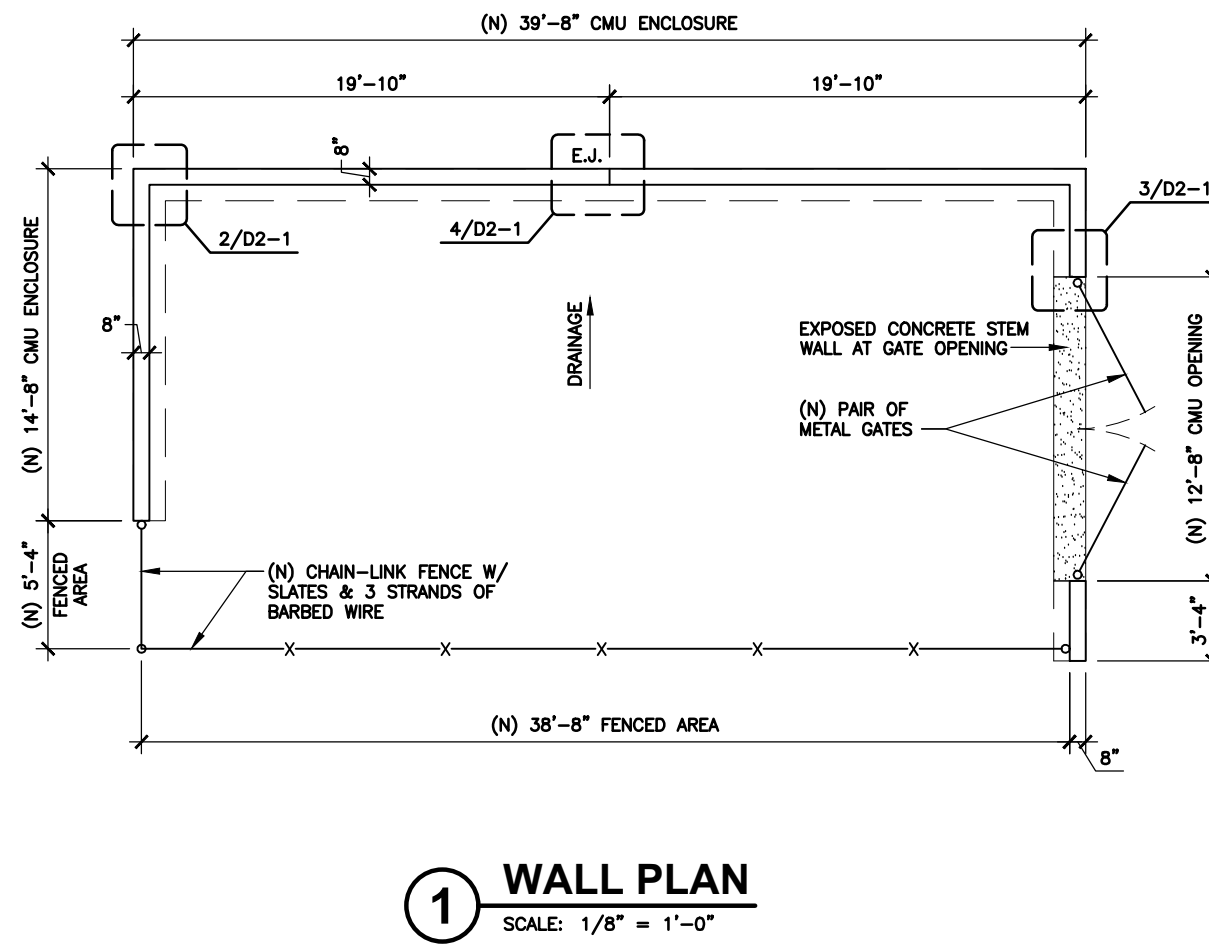 (N) 39'-8" CMU ENCLOSURE
19'-10"
19'-10"
8"
E.J.
3/D2-1
2/D2-1
4/D2-1
(N) 14'-8" CMU ENCLOSURE
8"
DRAINAGE
EXPOSED CONCRETE STEM
WALL AT GATE OPENING
(N) PAIR OF
METAL GATES
(N) 12'-8" CMU OPENING
(N) 5'-4"
FENCED
AREA
(N) CHAIN-LINK FENCE W/
SLATES & 3 STRANDS OF
BARBED WIRE
3'-4"
X X X X X
(N) 38'-8" FENCED AREA
8"
1
WALL PLAN
SCALE: 1/8" = 1'-0"